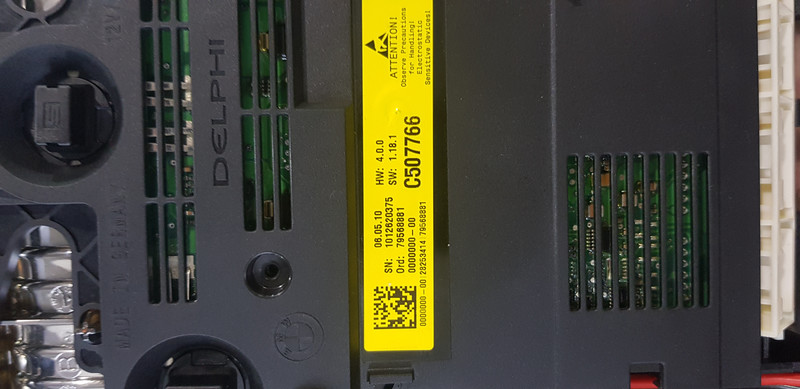 12V
DELPHI
MADE IN GERMANY
ATTENTION!
Observe Precautions
for Handling!
Electrostatic
Sensitive Devices!
06.05.10 HW: 4.0.0
SN: 1012620375 SW: 1.18.1
Ord: 79568881
0000000-00 C507766
0000000-00 28253414 79568881